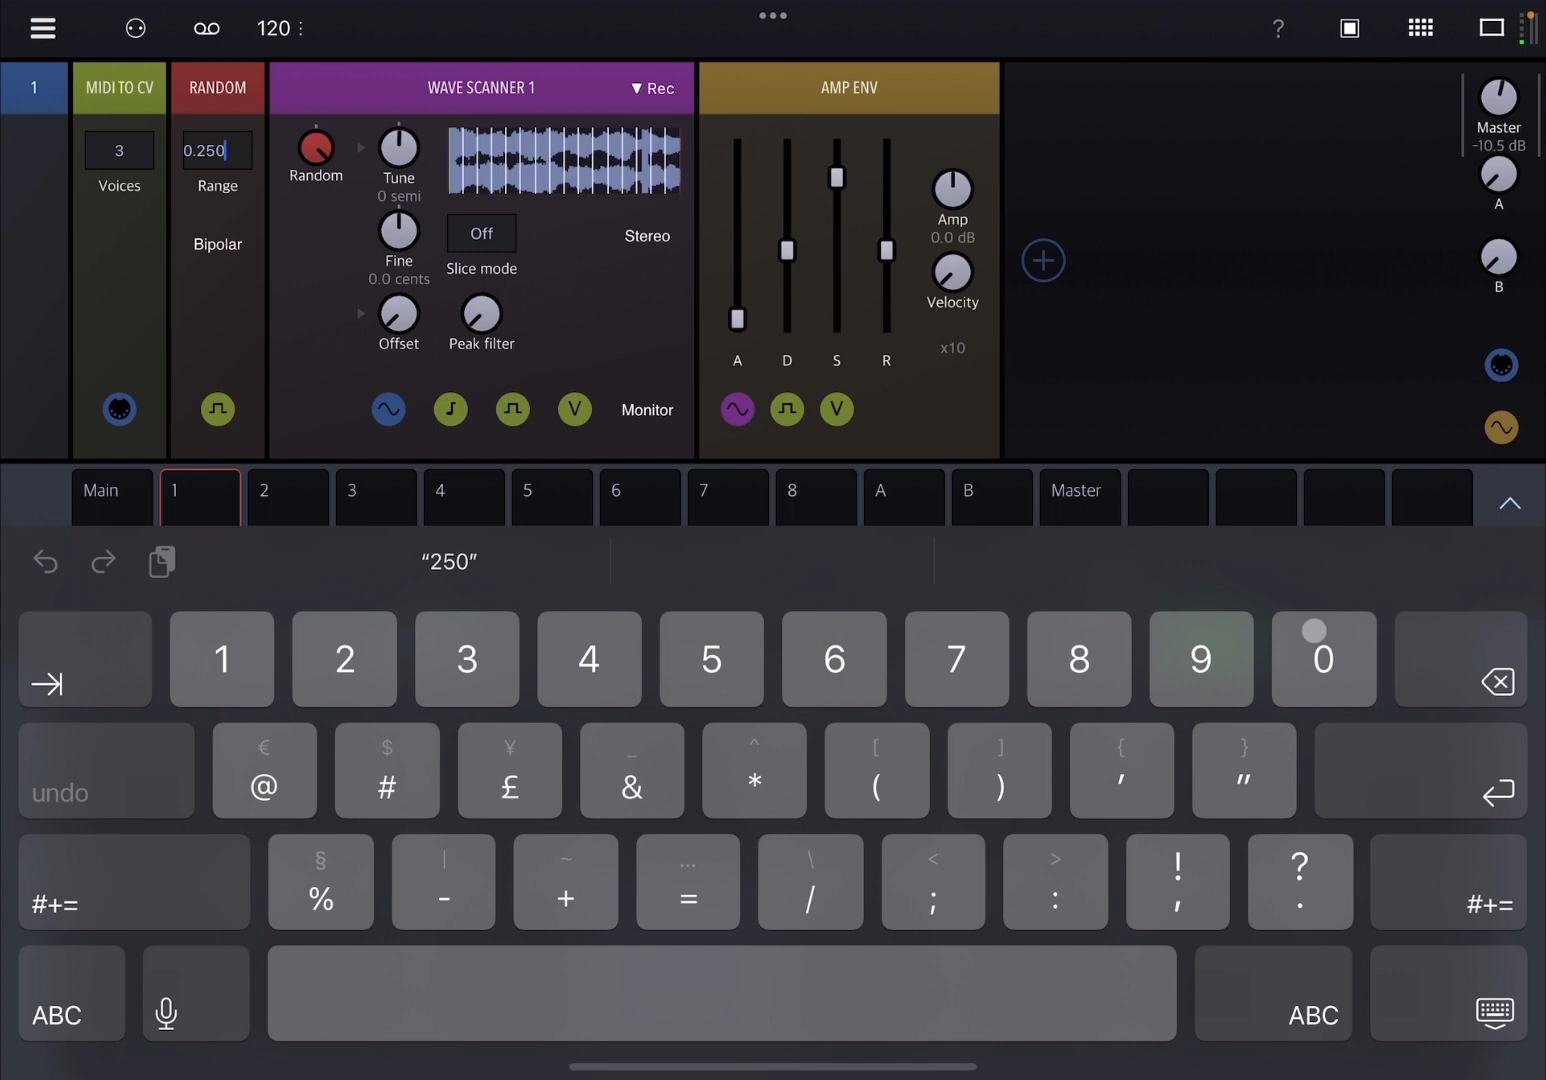 120
?
1
MIDI TO CV
RANDOM
WAVE SCANNER 1
▼ Rec
AMP ENV
3
Voices
0.250
Range
Bipolar
Random
Tune
0 semi
Fine
0.0 cents
Offset
Off
Slice mode
Peak filter
Stereo
V
Monitor
A
D
S
R
Amp
0.0 dB
Velocity
x10
V
Master
-10.5 dB
A
B
Main
1
2
3
4
5
6
7
8
A
B
Master
“250”
1
2
3
4
5
6
7
8
9
0
undo
€ $ ¥ _ ^ [ ] { }
@ # £ & * ( ) ' "
#+=
§ | ~ … \ < > ! ?
% - + = / ; : , .
#+=
ABC
ABC